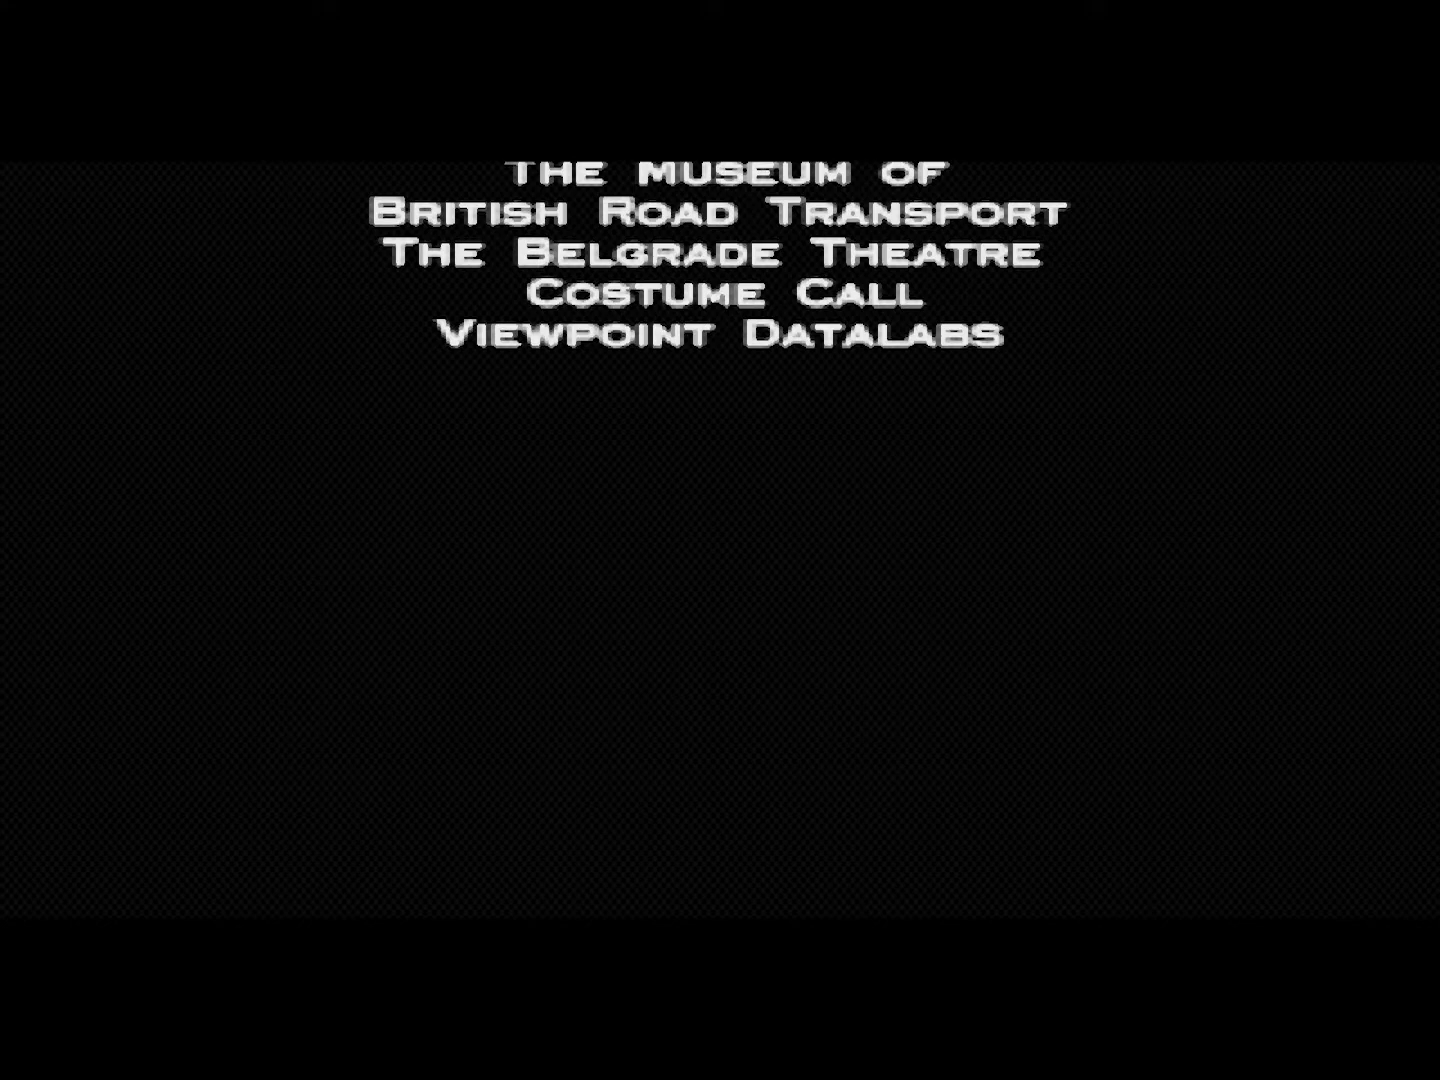 The Museum of
British Road Transport
The Belgrade Theatre
Costume Call
Viewpoint Datalabs